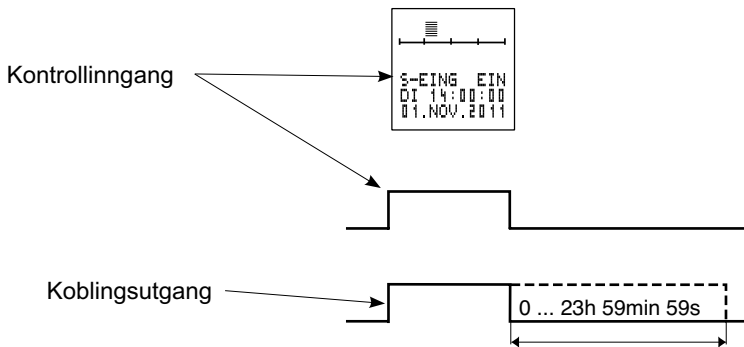 Kontrollinngang
S-EING EIN
DI 14:00:00
01.NOV.2011
Koblingsutgang
0 ... 23h 59min 59s